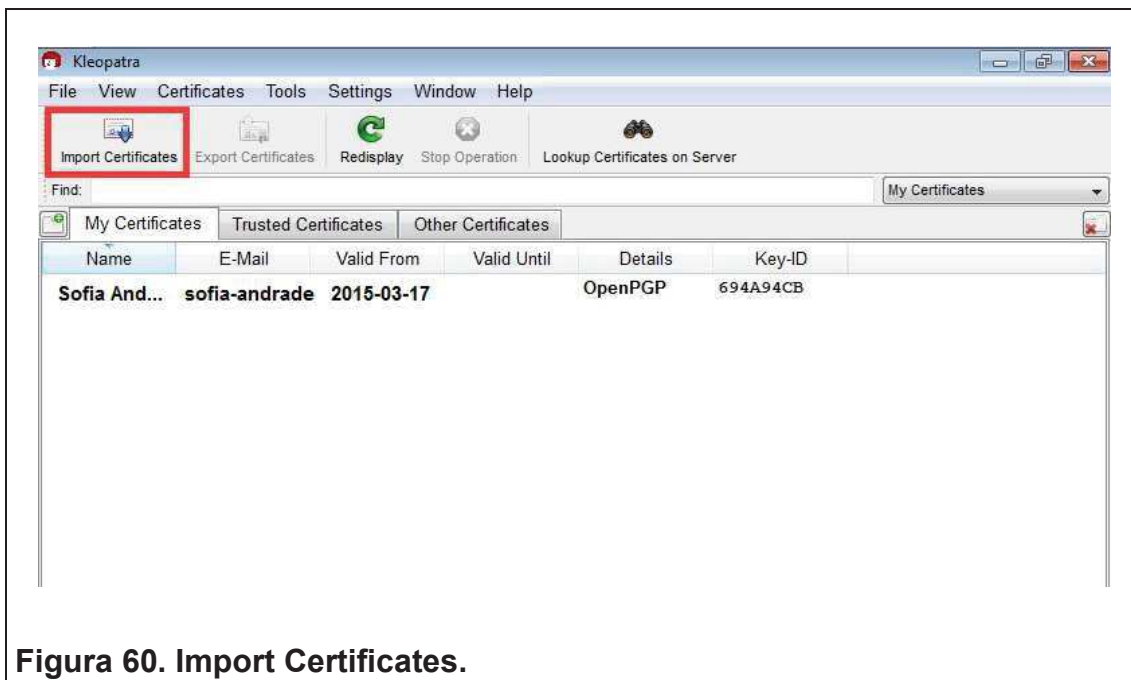 Kleopatra
File View Certificates Tools Settings Window Help
Import Certificates Export Certificates Redisplay Stop Operation Lookup Certificates on Server
Find: My Certificates
My Certificates Trusted Certificates Other Certificates
Name E-Mail Valid From Valid Until Details Key-ID
Sofia And... sofia-andrade 2015-03-17 OpenPGP 694A94CB
Figura 60. Import Certificates.